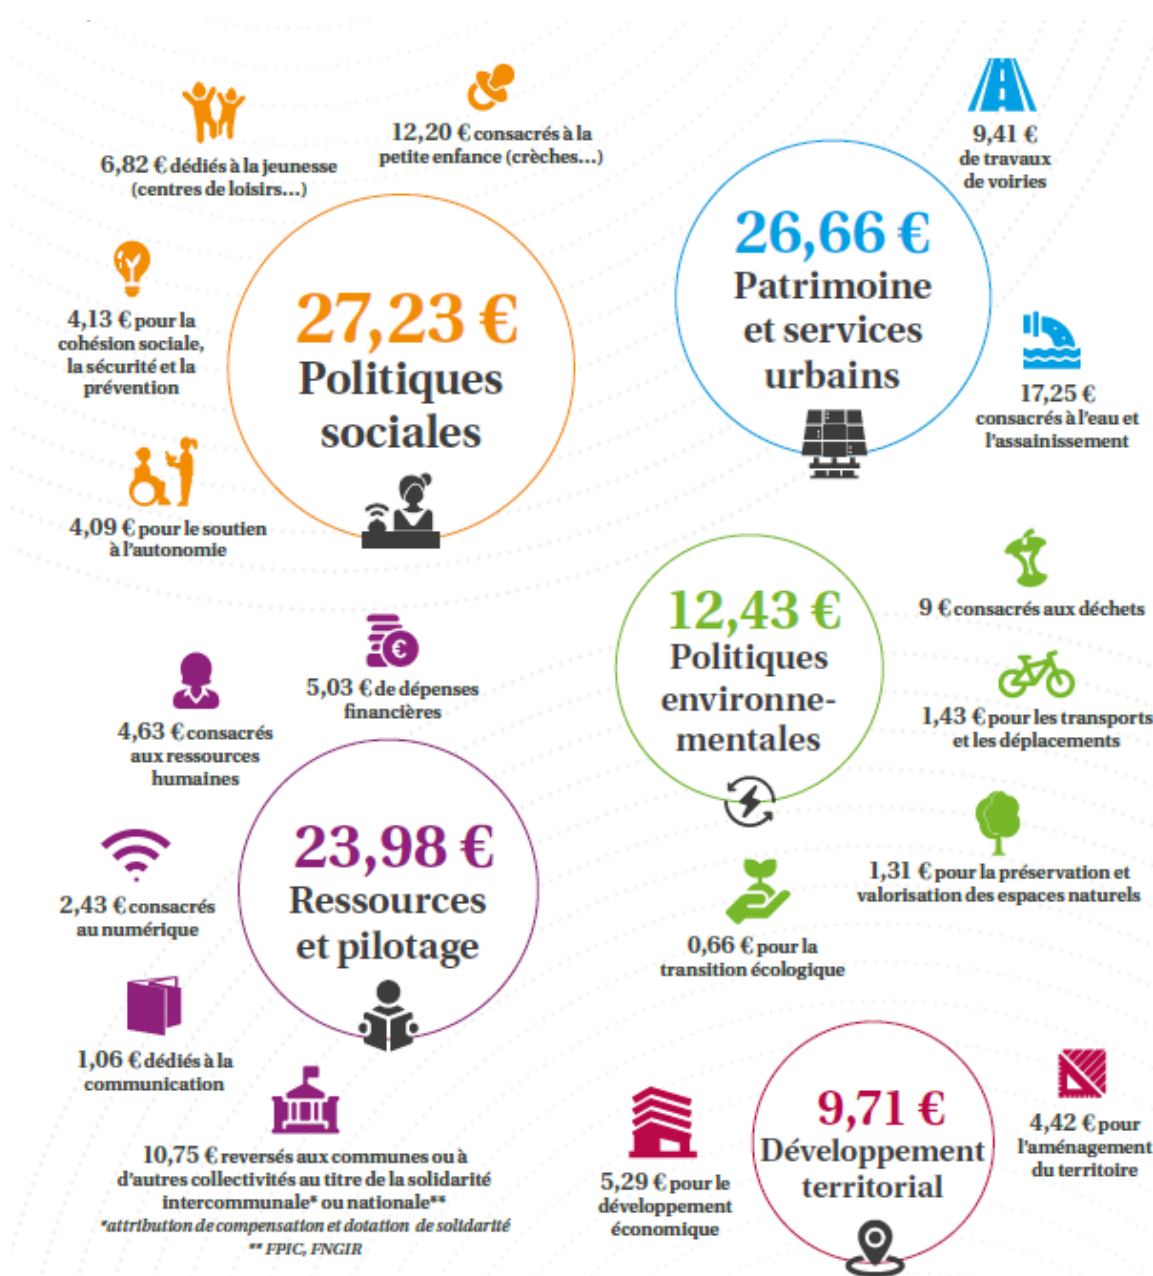 6,82 € dédiés à la jeunesse
(centres de loisirs...)
12,20 € consacrés à la
petite enfance (crèches...)
27,23 €
Politiques
sociales
4,13 € pour la
cohésion sociale,
la sécurité et la
prévention
4,09 € pour le soutien
à l'autonomie
26,66 €
Patrimoine
et services
urbains
9,41 €
de travaux
de voiries
17,25 €
consacrés à l'eau et
l'assainissement
12,43 €
Politiques
environne-
mentales
9 € consacrés aux déchets
1,43 € pour les transports
et les déplacements
1,31 € pour la préservation et
valorisation des espaces naturels
0,66 € pour la
transition écologique
5,03 € de dépenses
financières
4,63 € consacrés
aux ressources
humaines
23,98 €
Ressources
et pilotage
2,43 € consacrés
au numérique
1,06 € dédiés à la
communication
10,75 € reversés aux communes ou à
d'autres collectivités au titre de la solidarité
intercommunale* ou nationale**
*attribution de compensation et dotation de solidarité
** FPIC, FNGIR
9,71 €
Développement
territorial
5,29 € pour le
développement
économique
4,42 € pour
l'aménagement
du territoire